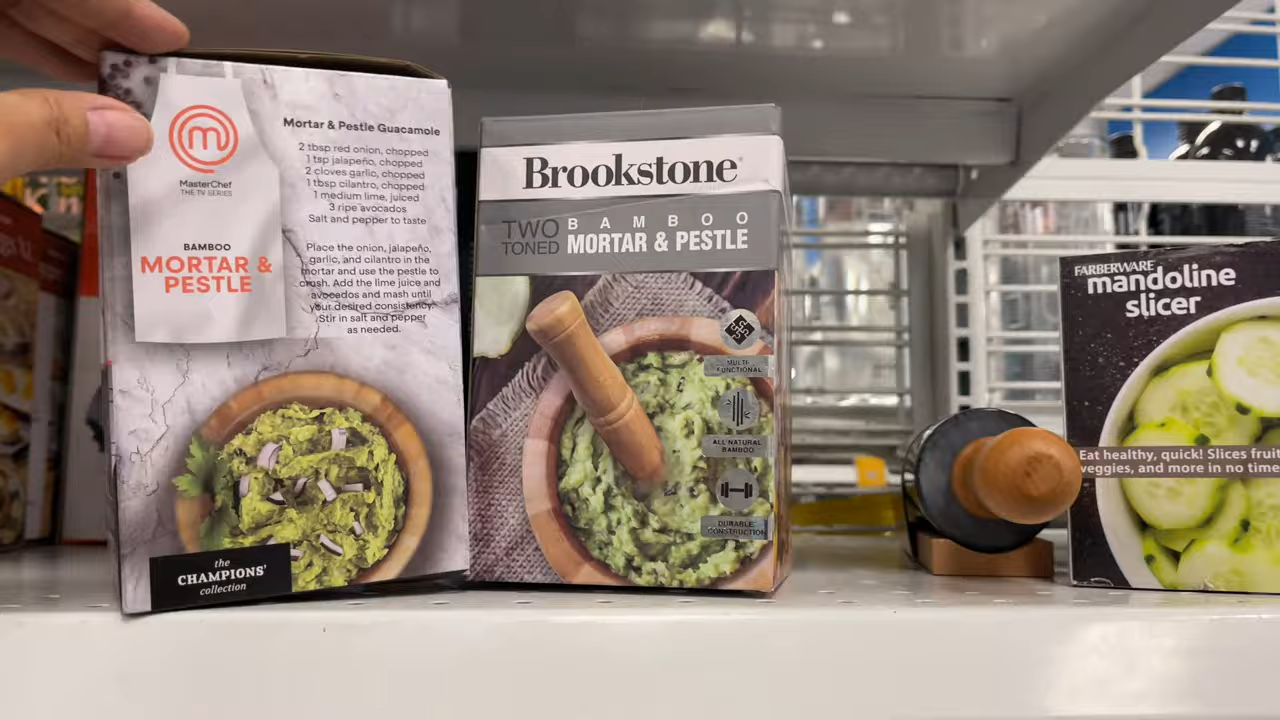 m
MasterChef
THE TV SERIES
BAMBOO
MORTAR &
PESTLE
Mortar & Pestle Guacamole
2 tbsp red onion, chopped
1 tsp jalapeño, chopped
2 cloves garlic, chopped
1 tbsp cilantro, chopped
1 medium lime, juiced
3 ripe avocados
Salt and pepper to taste
Place the onion, jalapeño,
garlic, and cilantro in the
mortar and use the pestle to
crush. Add the lime juice and
avocados and mash until
your desired consistency.
Stir in salt and pepper
as needed.
the
CHAMPIONS'
collection
Brookstone®
TWO
TONED
BAMBOO
MORTAR & PESTLE
MULTI-
FUNCTIONAL
ALL NATURAL
BAMBOO
DURABLE
CONSTRUCTION
FARBERWARE
mandoline
slicer
Eat healthy, quick! Slices fruit
veggies, and more in no time